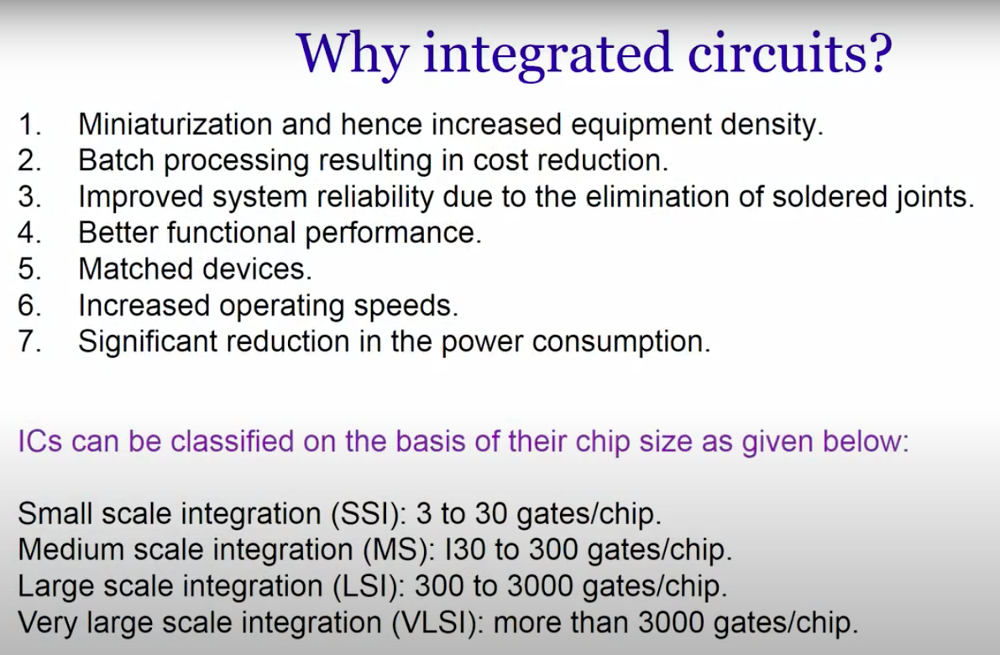 Why integrated circuits?
1. Miniaturization and hence increased equipment density.
2. Batch processing resulting in cost reduction.
3. Improved system reliability due to the elimination of soldered joints.
4. Better functional performance.
5. Matched devices.
6. Increased operating speeds.
7. Significant reduction in the power consumption.
ICs can be classified on the basis of their chip size as given below:
Small scale integration (SSI): 3 to 30 gates/chip.
Medium scale integration (MS): I30 to 300 gates/chip.
Large scale integration (LSI): 300 to 3000 gates/chip.
Very large scale integration (VLSI): more than 3000 gates/chip.